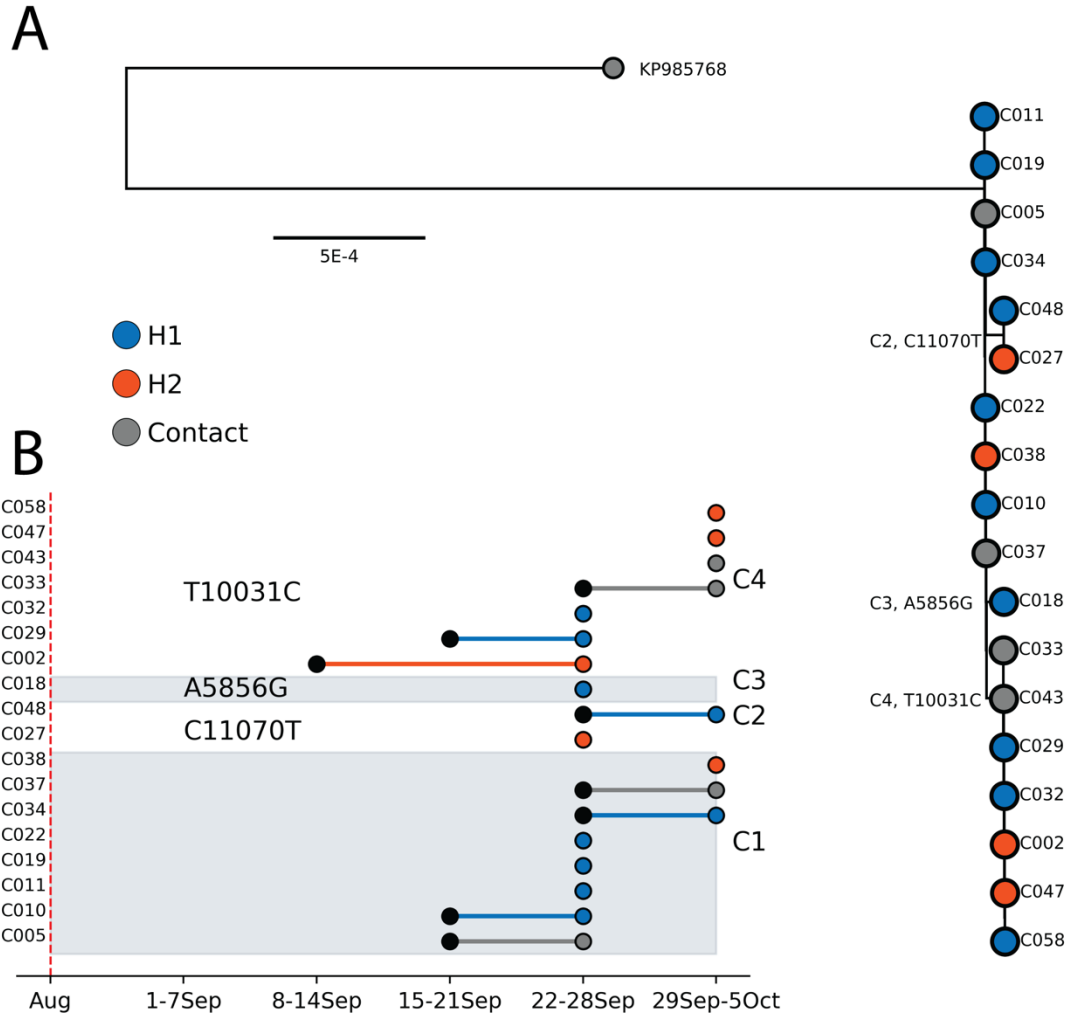 A
KP985768
C011
C019
C005
C034
C048
C2, C11070T
C027
C022
C038
C010
C037
C018
C3, A5856G
C033
C4, T10031C
C043
C029
C032
C002
C047
C058
5E-4
H1
H2
Contact
B
C058
C047
C043
C033
C032
C029
C002
C018
C048
C027
C038
C037
C034
C022
C019
C011
C010
C005
T10031C
A5856G
C11070T
C4
C3
C2
C1
Aug
1-7Sep
8-14Sep
15-21Sep
22-28Sep
29Sep-5Oct